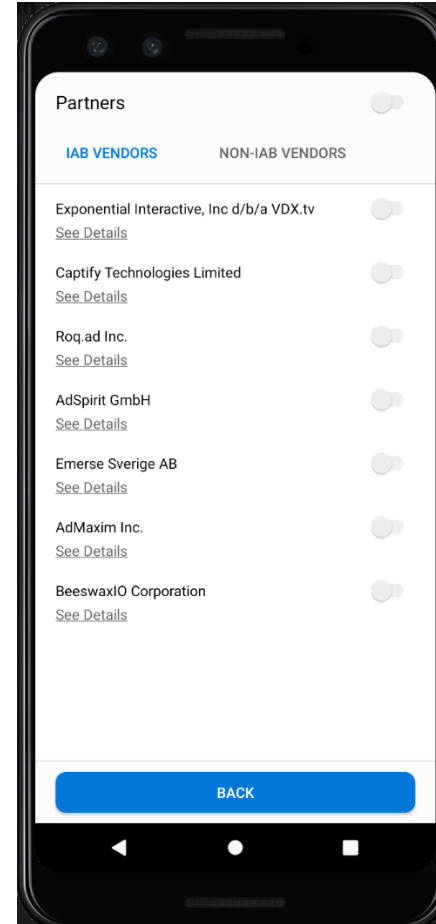 Partners
IAB VENDORS NON-IAB VENDORS
Exponential Interactive, Inc d/b/a VDX.tv
See Details
Captify Technologies Limited
See Details
Roq.ad Inc.
See Details
AdSpirit GmbH
See Details
Emerse Sverige AB
See Details
AdMaxim Inc.
See Details
BeeswaxIO Corporation
See Details
BACK